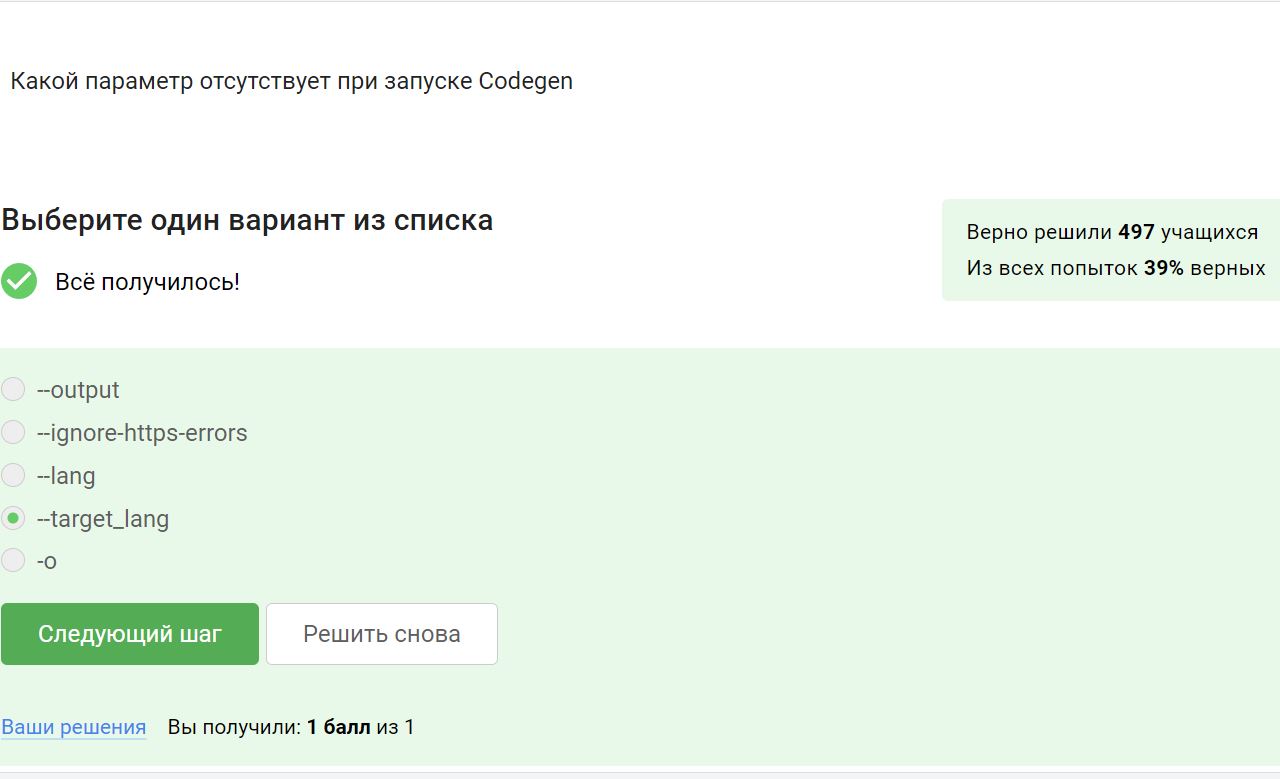 Какой параметр отсутствует при запуске Codegen
Выберите один вариант из списка
Всё получилось!
Верно решили 497 учащихся
Из всех попыток 39% верных
--output
--ignore-https-errors
--lang
--target_lang
-o
Следующий шаг
Решить снова
Ваши решения Вы получили: 1 балл из 1